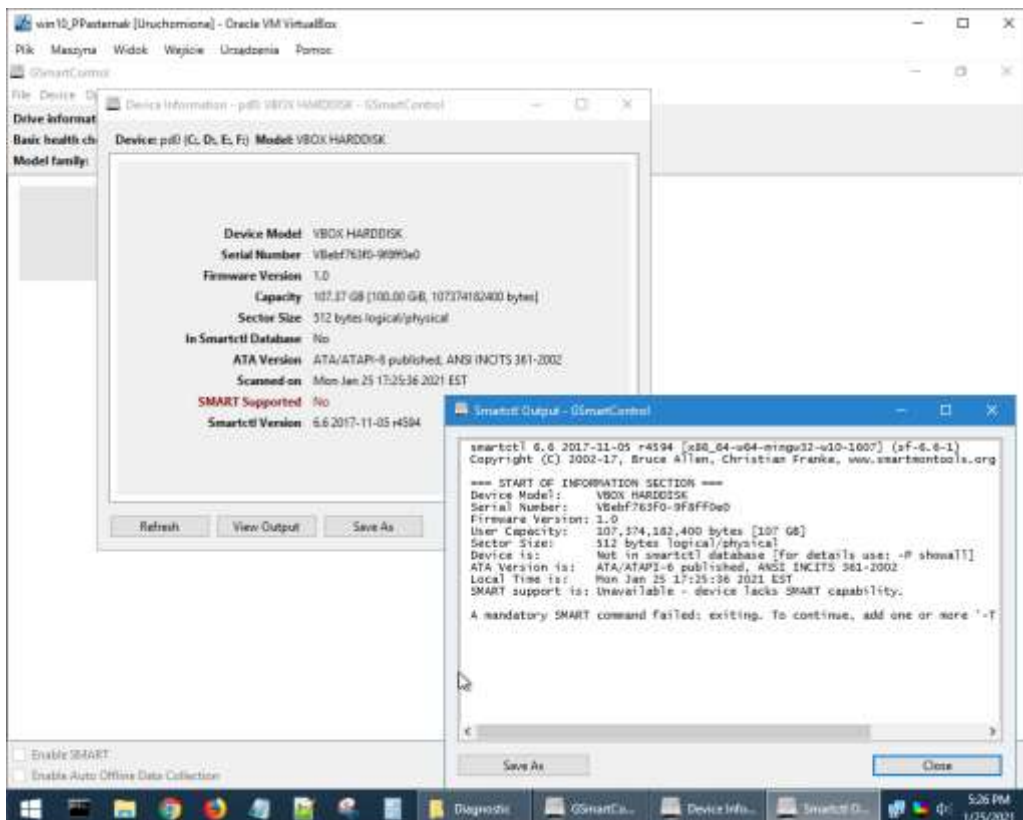 win10_PPasternak [Uruchomiona] - Oracle VM VirtualBox
Plik Maszyna Widok Wejście Urządzenia Pomoc
GSmartControl
File Device
Device Information - pd0: VBOX HARDDISK - GSmartControl
Drive informat
Basic health ch
Model family:
Device: pd0 (C:, D:, E:, F:) Model: VBOX HARDDISK
Device Model VBOX HARDDISK
Serial Number VBebf763f0-9f8ff0e0
Firmware Version 1.0
Capacity 107.37 GB [100.00 GiB, 107374182400 bytes]
Sector Size 512 bytes logical/physical
In Smartctl Database No
ATA Version ATA/ATAPI-6 published, ANSI INCITS 361-2002
Scanned on Mon Jan 25 17:25:36 2021 EST
SMART Supported No
Smartctl Version 6.6 2017-11-05 r4594
Refresh View Output Save As
Smartctl Output - GSmartControl
smartctl 6.6 2017-11-05 r4594 [x86_64-w64-mingw32-w10-1607] (sf-6.6-1)
Copyright (C) 2002-17, Bruce Allen, Christian Franke, www.smartmontools.org
=== START OF INFORMATION SECTION ===
Device Model: VBOX HARDDISK
Serial Number: VBebf763f0-9f8ff0e0
Firmware Version: 1.0
User Capacity: 107,374,182,400 bytes [107 GB]
Sector Size: 512 bytes logical/physical
Device is: Not in smartctl database [for details use: -P showall]
ATA Version is: ATA/ATAPI-6 published, ANSI INCITS 361-2002
Local Time is: Mon Jan 25 17:25:36 2021 EST
SMART support is: Unavailable - device lacks SMART capability.
A mandatory SMART command failed: exiting. To continue, add one or more '-T
Save As Close
Enable SMART
Enable Auto Offline Data Collection
Diagnostic GSmartCo... Device Info... Smartctl O...
5:26 PM
1/25/2021